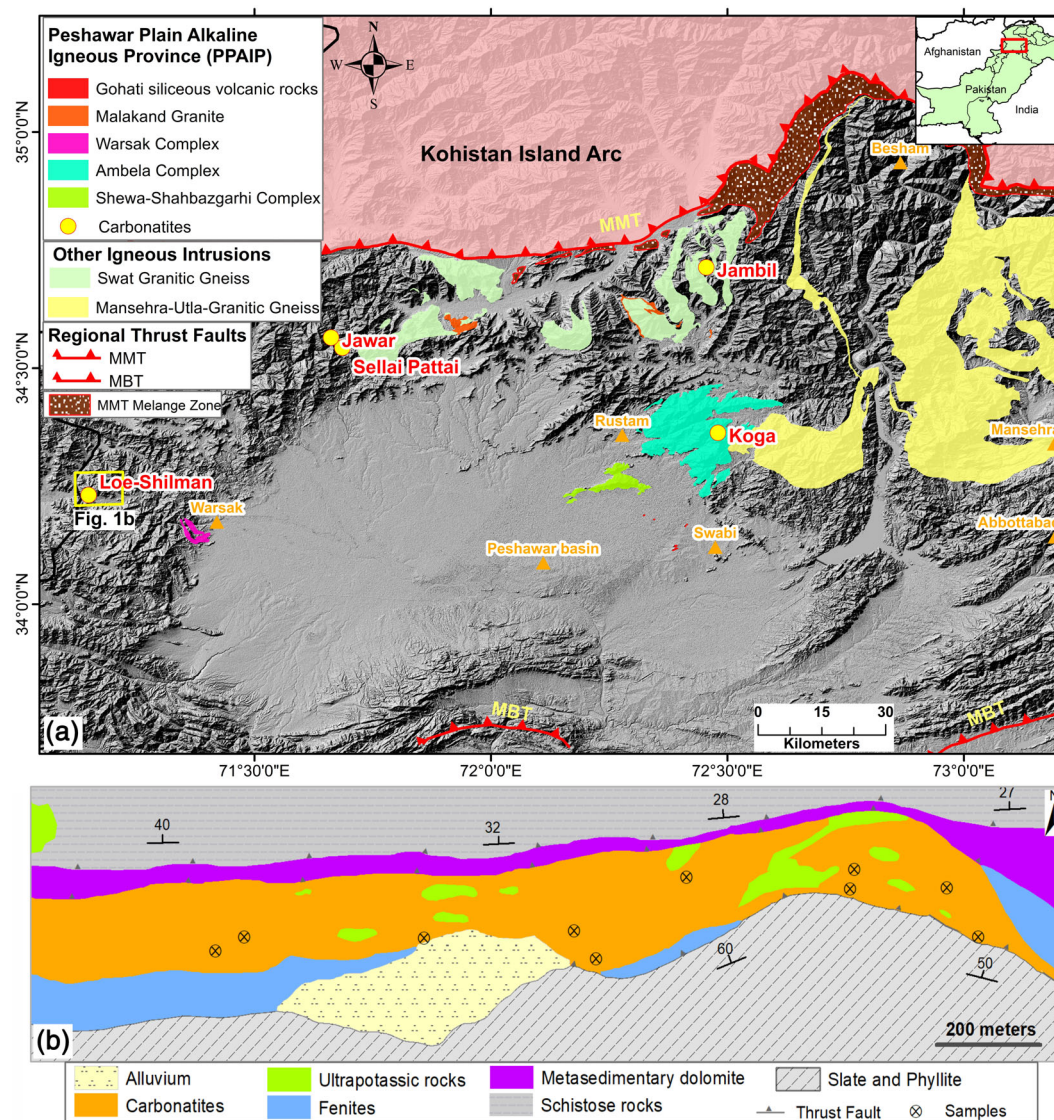 Peshawar Plain Alkaline
Igneous Province (PPAIP)
Gohati siliceous volcanic rocks
Malakand Granite
Warsak Complex
Ambela Complex
Shewa-Shahbazgarhi Complex
Carbonatites
Other Igneous Intrusions
Swat Granitic Gneiss
Mansehra-Utla-Granitic Gneiss
Regional Thrust Faults
MMT
MBT
MMT Melange Zone
N
W
E
S
Afghanistan
Pakistan
India
Kohistan Island Arc
Besham
MMT
Jambil
Jawar
Sellai Pattai
Rustam
Koga
Mansehra
Loe-Shilman
Fig. 1b
Warsak
Swabi
Abbottabad
Peshawar basin
MBT
MBT
0 15 30
Kilometers
35°0'0"N
34°30'0"N
34°0'0"N
(a)
71°30'0"E
72°0'0"E
72°30'0"E
73°0'0"E
N
40
32
28
27
60
50
(b)
200 meters
Alluvium
Ultrapotassic rocks
Metasedimentary dolomite
Slate and Phyllite
Carbonatites
Fenites
Schistose rocks
Thrust Fault
Samples